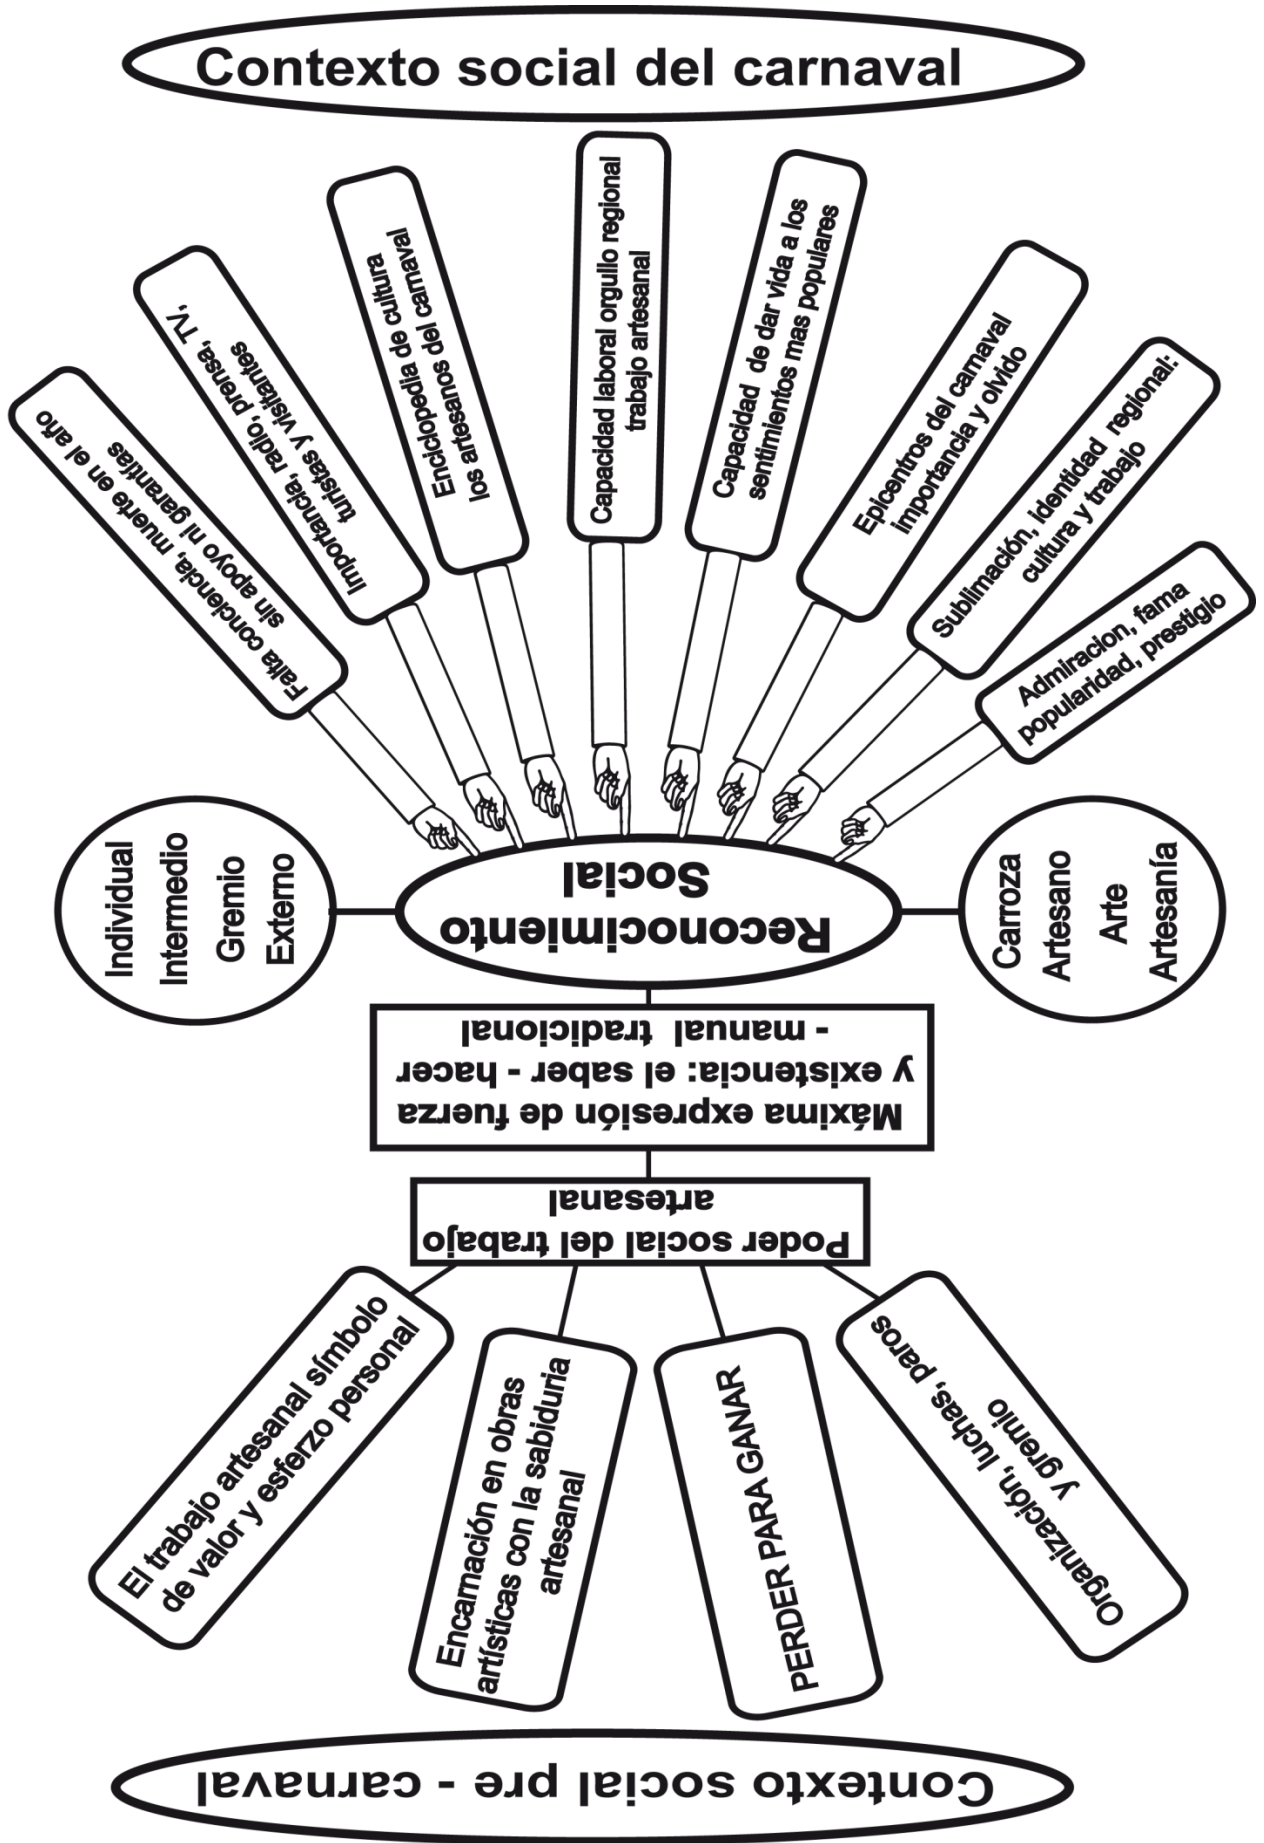 Contexto social del carnaval
Falta conciencia, muerte en el año
sin apoyo ni garantías
Importancia, radio, prensa, TV,
turistas y visitantes
Enciclopedia de cultura
los artesanos del carnaval
Capacidad laboral orgullo regional
trabajo artesanal
Capacidad de dar vida a los
sentimientos mas populares
Epicentros del carnaval
importancia y olvido
Sublimación, identidad regional:
cultura y trabajo
Admiracion, fama
popularidad, prestigio
Individual
Intermedio
Gremio
Externo
Reconocimiento
Social
Carroza
Artesano
Arte
Artesanía
Máxima expresión de fuerza
y existencia: el saber - hacer
- manual tradicional
Poder social del trabajo
artesanal
El trabajo artesanal símbolo
de valor y esferzo personal
Encarnación en obras
artísticas con la sabiduria
artesanal
PERDER PARA GANAR
Organización, luchas, paros
y gremio
Contexto social pre - carnaval